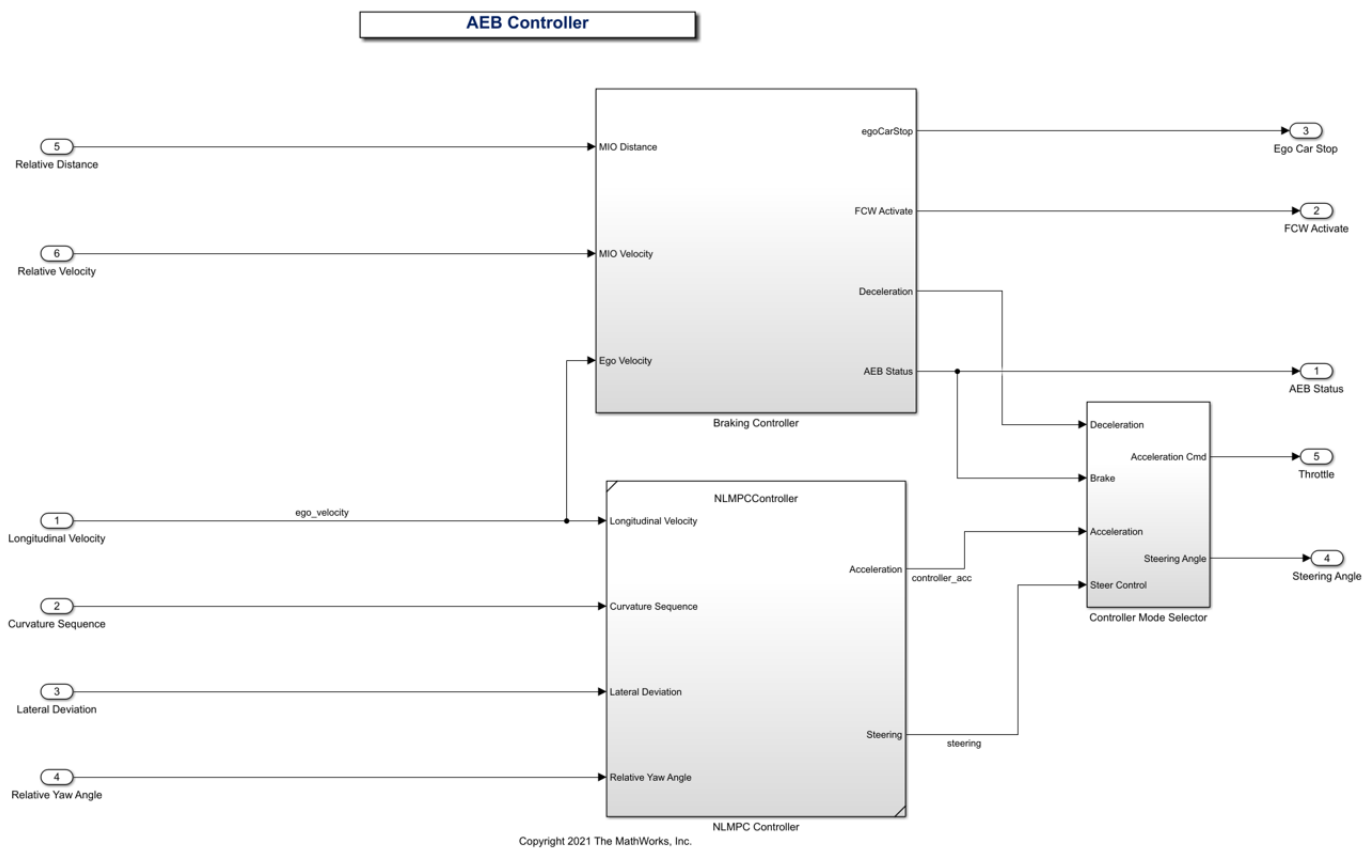 AEB Controller
5
Relative Distance
6
Relative Velocity
1
Longitudinal Velocity
2
Curvature Sequence
3
Lateral Deviation
4
Relative Yaw Angle
ego_velocity
MIO Distance
MIO Velocity
Ego Velocity
egoCarStop
FCW Activate
Deceleration
AEB Status
Braking Controller
NLMPCController
Longitudinal Velocity
Curvature Sequence
Lateral Deviation
Relative Yaw Angle
Acceleration
Steering
NLMPC Controller
controller_acc
steering
Deceleration
Brake
Acceleration
Steer Control
Acceleration Cmd
Steering Angle
Controller Mode Selector
3
Ego Car Stop
2
FCW Activate
1
AEB Status
5
Throttle
4
Steering Angle
Copyright 2021 The MathWorks, Inc.